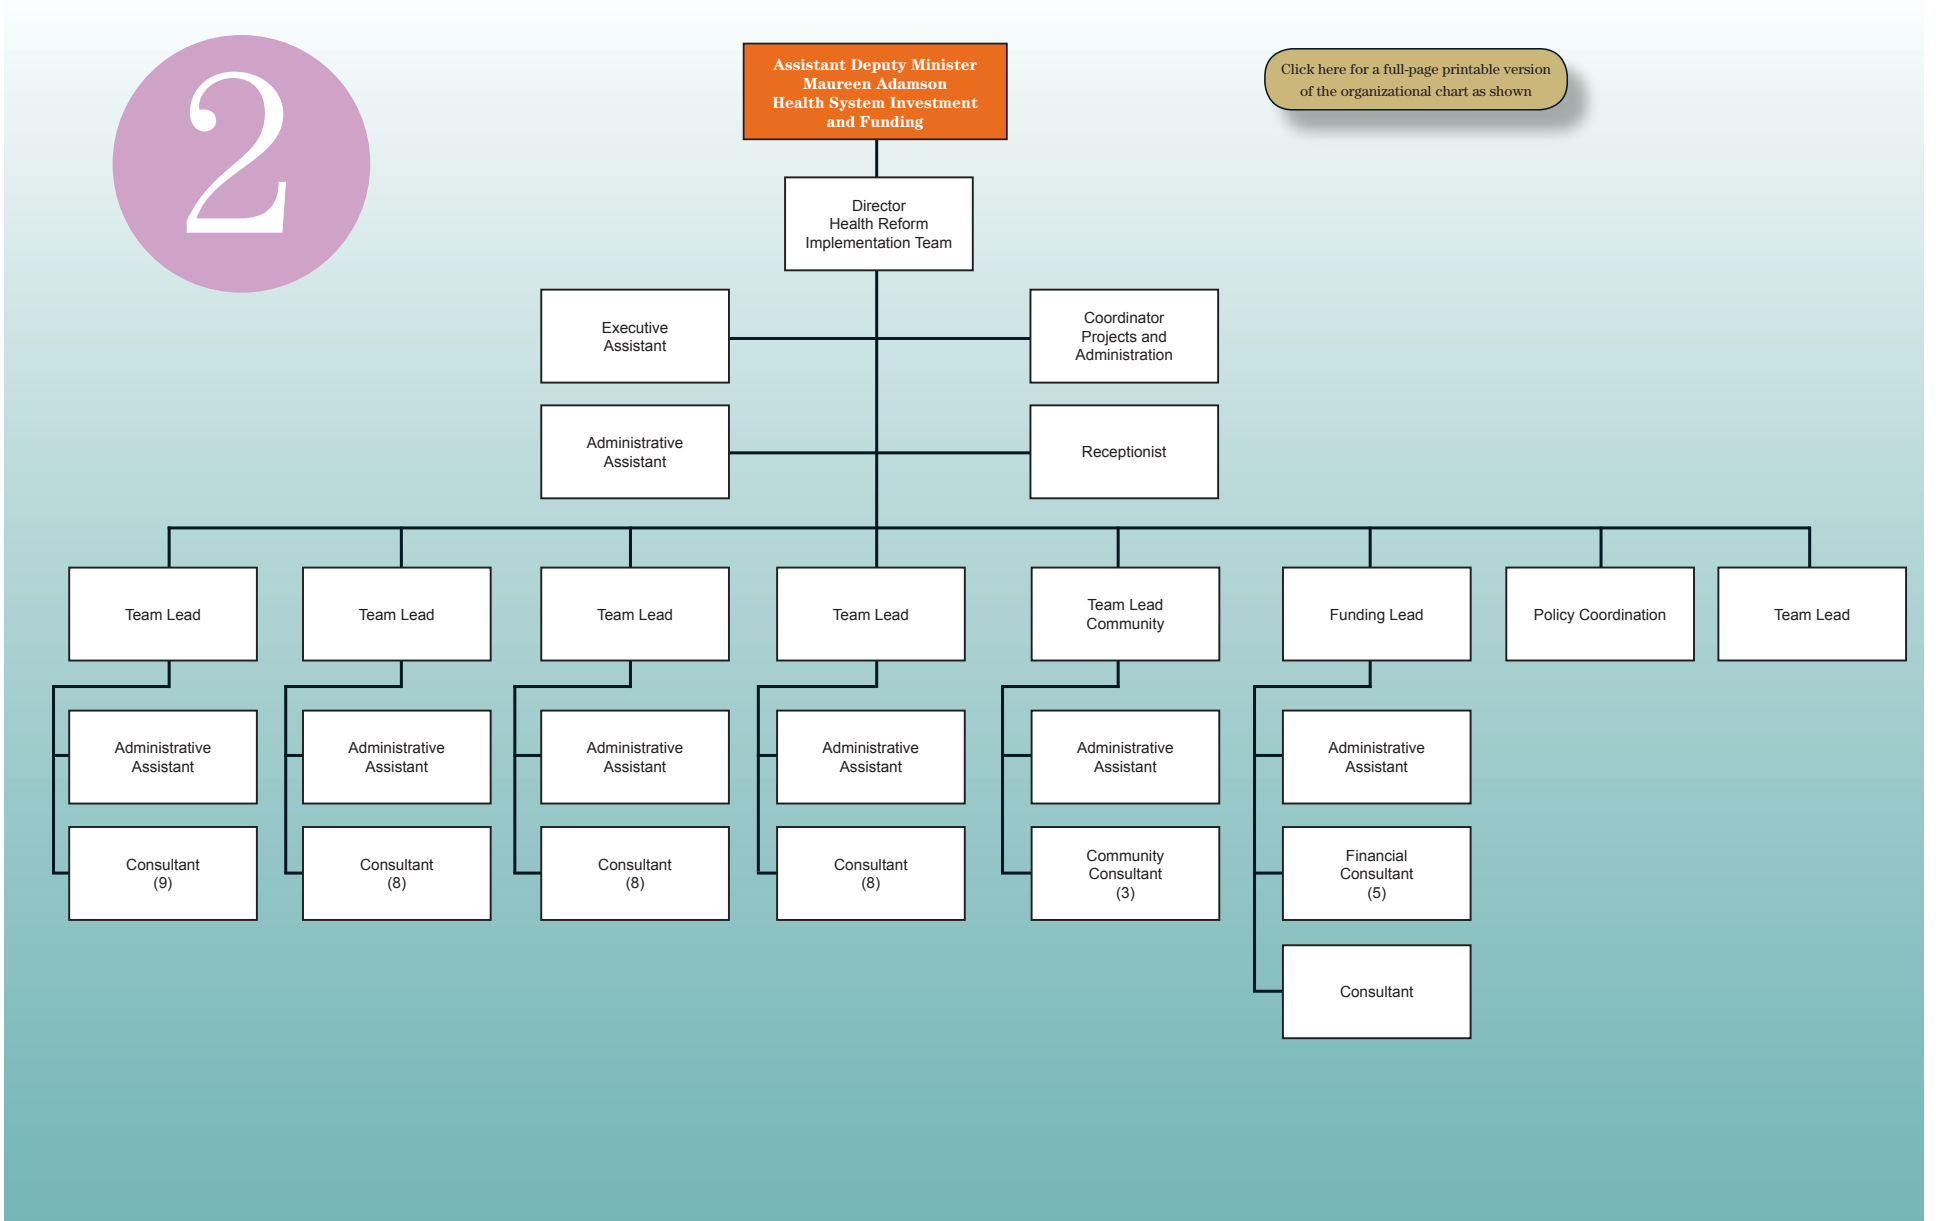 2
Assistant Deputy Minister
Maureen Adamson
Health System Investment
and Funding
Click here for a full-page printable version
of the organizational chart as shown
Director
Health Reform
Implementation Team
Executive
Assistant
Coordinator
Projects and
Administration
Administrative
Assistant
Receptionist
Team Lead
Team Lead
Team Lead
Team Lead
Team Lead
Community
Funding Lead
Policy Coordination
Team Lead
Administrative
Assistant
Administrative
Assistant
Administrative
Assistant
Administrative
Assistant
Administrative
Assistant
Administrative
Assistant
Consultant
(9)
Consultant
(8)
Consultant
(8)
Consultant
(8)
Community
Consultant
(3)
Financial
Consultant
(5)
Consultant